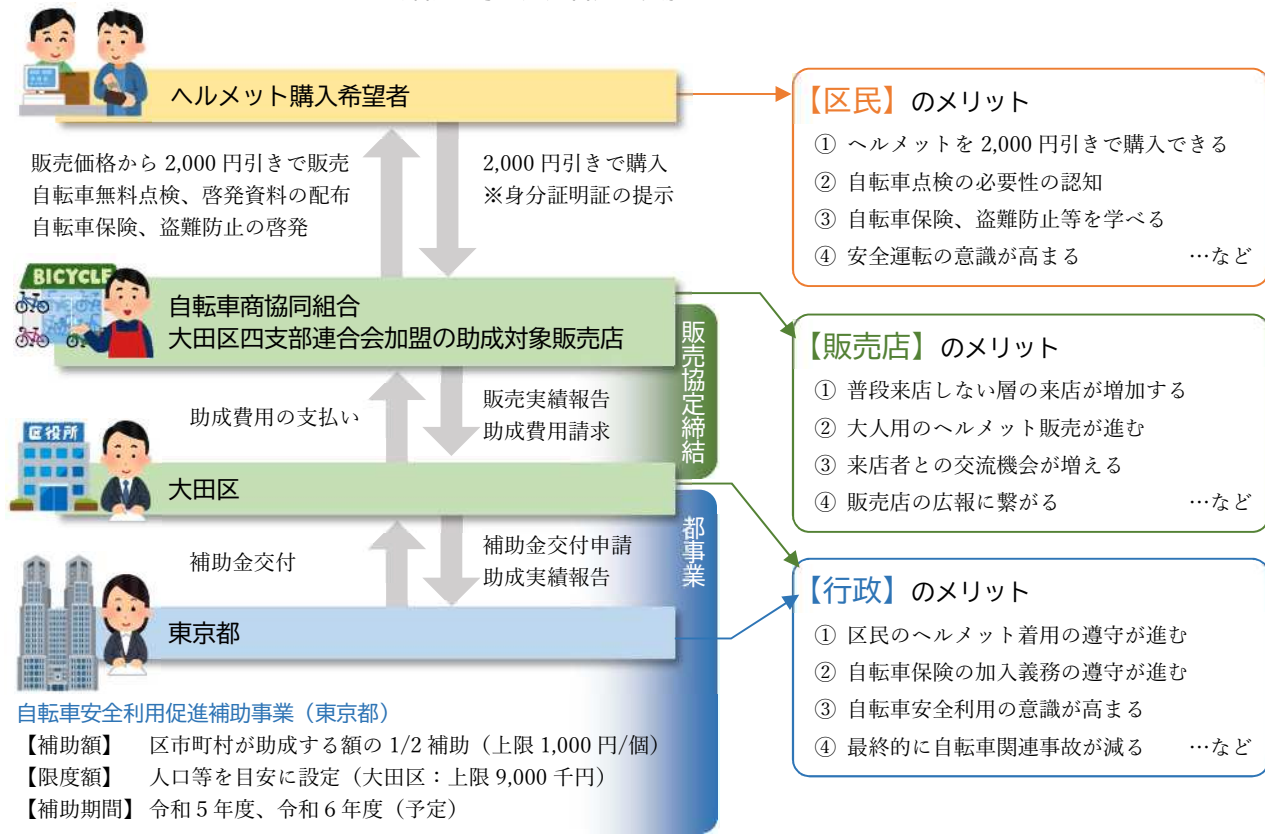 ヘルメット購入希望者
販売価格から 2,000 円引きで販売
自転車無料点検、啓発資料の配布
自転車保険、盗難防止の啓発
2,000 円引きで購入
※身分証明証の提示
BICYCLE
自転車商協同組合
大田区四支部連合会加盟の助成対象販売店
販売協定締結
助成費用の支払い
販売実績報告
助成費用請求
区役所
大田区
補助金交付
補助金交付申請
助成実績報告
都事業
東京都
自転車安全利用促進補助事業（東京都）
【補助額】 区市町村が助成する額の 1/2 補助（上限 1,000 円/個）
【限度額】 人口等を目安に設定（大田区：上限 9,000 千円）
【補助期間】 令和 5 年度、令和 6 年度（予定）
【区民】のメリット
① ヘルメットを 2,000 円引きで購入できる
② 自転車点検の必要性の認知
③ 自転車保険、盗難防止等を学べる
④ 安全運転の意識が高まる …など
【販売店】のメリット
① 普段来店しない層の来店が増加する
② 大人用のヘルメット販売が進む
③ 来店者との交流機会が増える
④ 販売店の広報に繋がる …など
【行政】のメリット
① 区民のヘルメット着用の遵守が進む
② 自転車保険の加入義務の遵守が進む
③ 自転車安全利用の意識が高まる
④ 最終的に自転車関連事故が減る …など